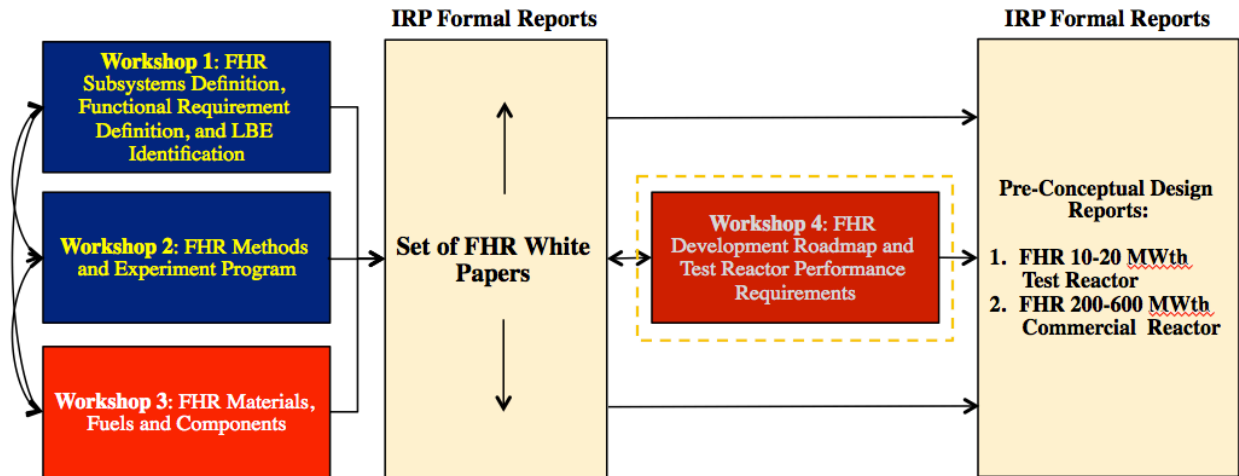 IRP Formal Reports
IRP Formal Reports
Workshop 1: FHR
Subsystems Definition,
Functional Requirement
Definition, and LBE
Identification
Workshop 2: FHR Methods
and Experiment Program
Workshop 3: FHR Materials,
Fuels and Components
Set of FHR White
Papers
Workshop 4: FHR
Development Roadmap and
Test Reactor Performance
Requirements
Pre-Conceptual Design
Reports:
1. FHR 10-20 MWth
Test Reactor
2. FHR 200-600 MWth
Commercial Reactor